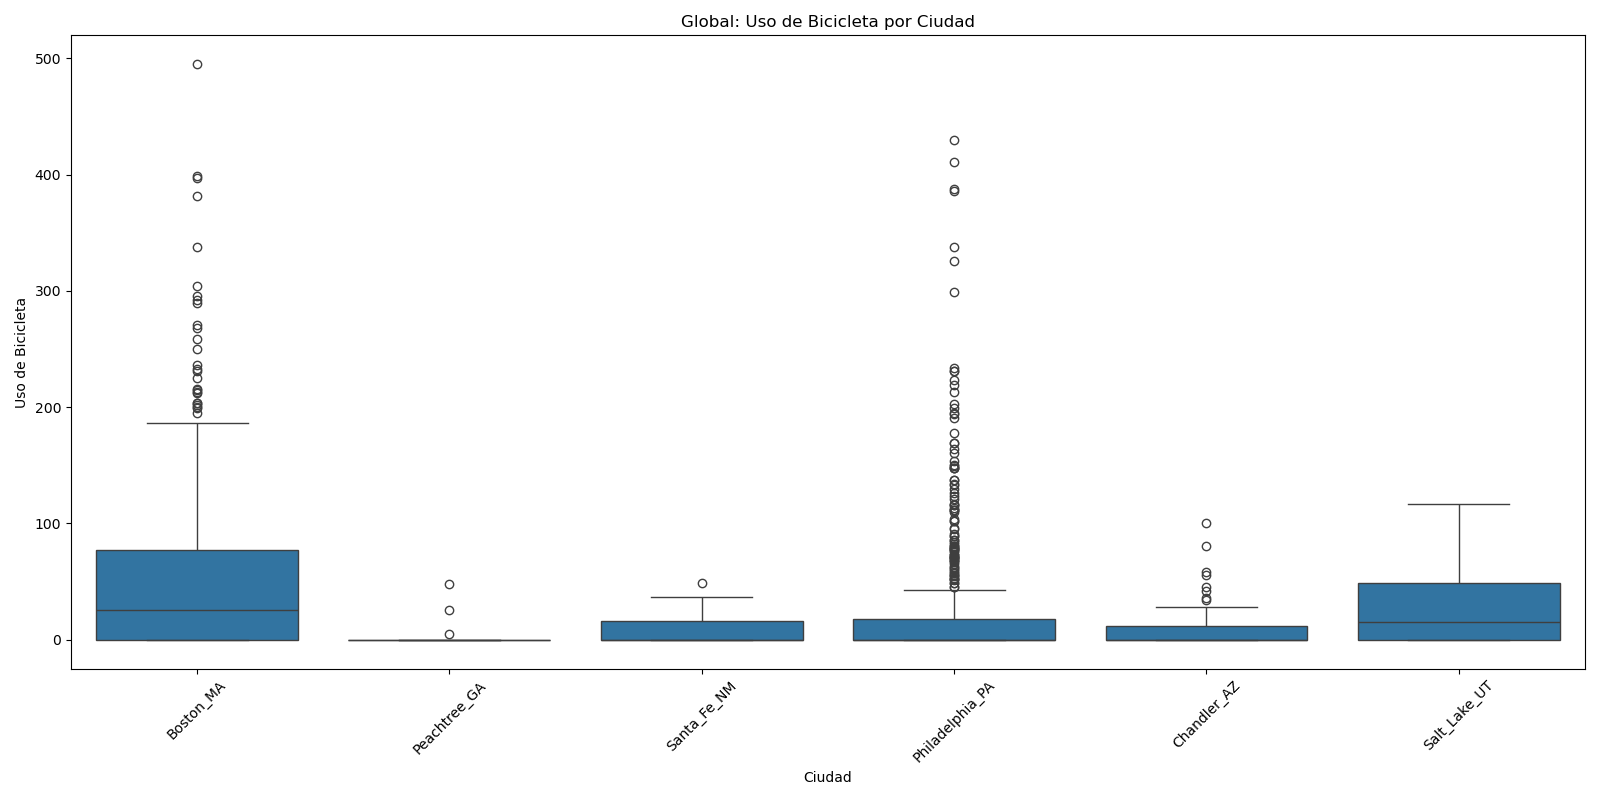 Global: Uso de Bicicleta por Ciudad
500
400
300
200
100
0
Uso de Bicicleta
Boston_MA
Peachtree_GA
Santa_Fe_NM
Philadelphia_PA
Chandler_AZ
Salt_Lake_UT
Ciudad